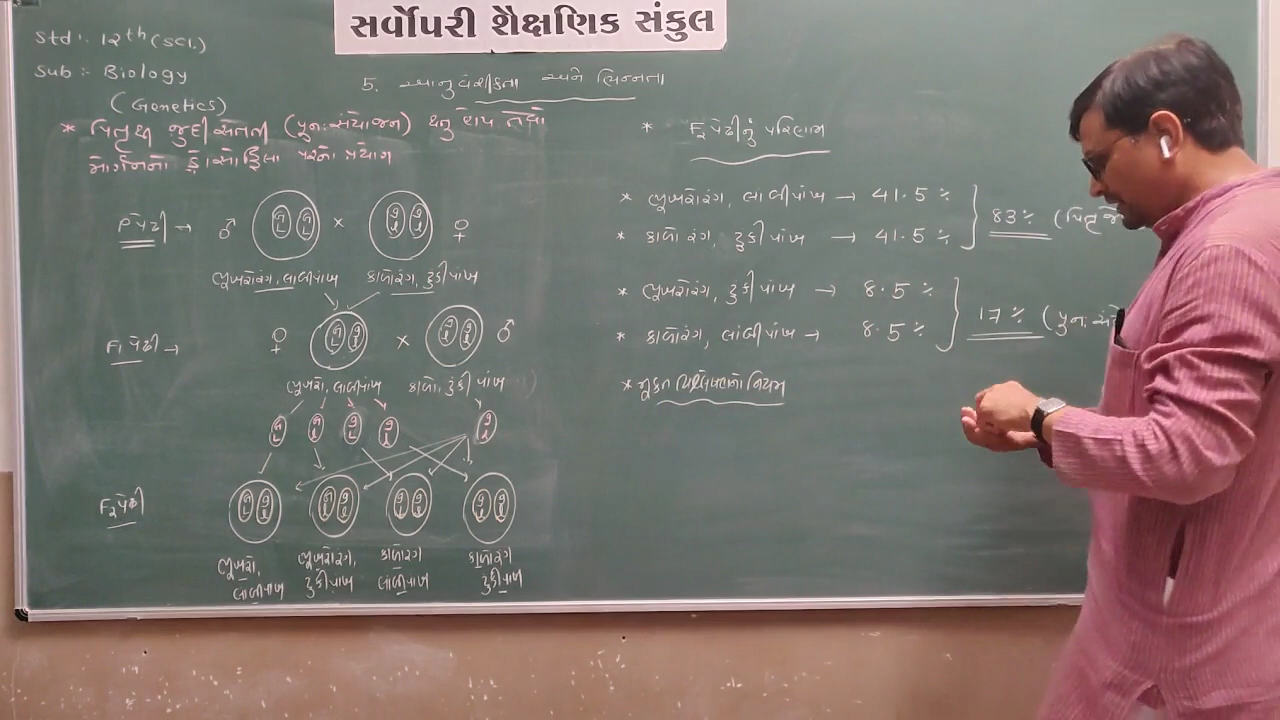 સર્વોપરી શૈક્ષણિક સંકુલ
Std :- 12th (Sci.)
Sub :- Biology
(Genetics)
5. આનુવંશીકતા અને ભિન્નતા
* પિતૃથી જુદી સંતતી (પુનઃસંયોજન) થતું
મોર્ગનનો ડ્રોસોફિલા પરનો પ્રયોગ
P પેઢી → ♂ × ♀
ભૂખરોરંગ, લાંબીપાંખ કાળોરંગ, ટુંકીપાંખ
F1 પેઢી → ♀ × ♂
ભૂખરો, લાંબીપાંખ કાળો, ટુંકી પાંખ
F2 પેઢી
ભૂખરો, લાંબીપાંખ
ભૂખરોરંગ, ટુંકીપાંખ
કાળોરંગ લાંબીપાંખ
કાળોરંગ ટુંકીપાંખ
* F2 પેઢીનું પરિણામ
* ભૂખરોરંગ, લાંબીપાંખ → 41.5 %
* કાળો રંગ, ટુંકીપાંખ → 41.5 %
83 %
* ભૂખરોરંગ, ટુંકી પાંખ → 8.5 %
* કાળોરંગ, લાંબીપાંખ → 8.5 %
17 %
* મુક્ત વિશ્લેષણનો નિયમ